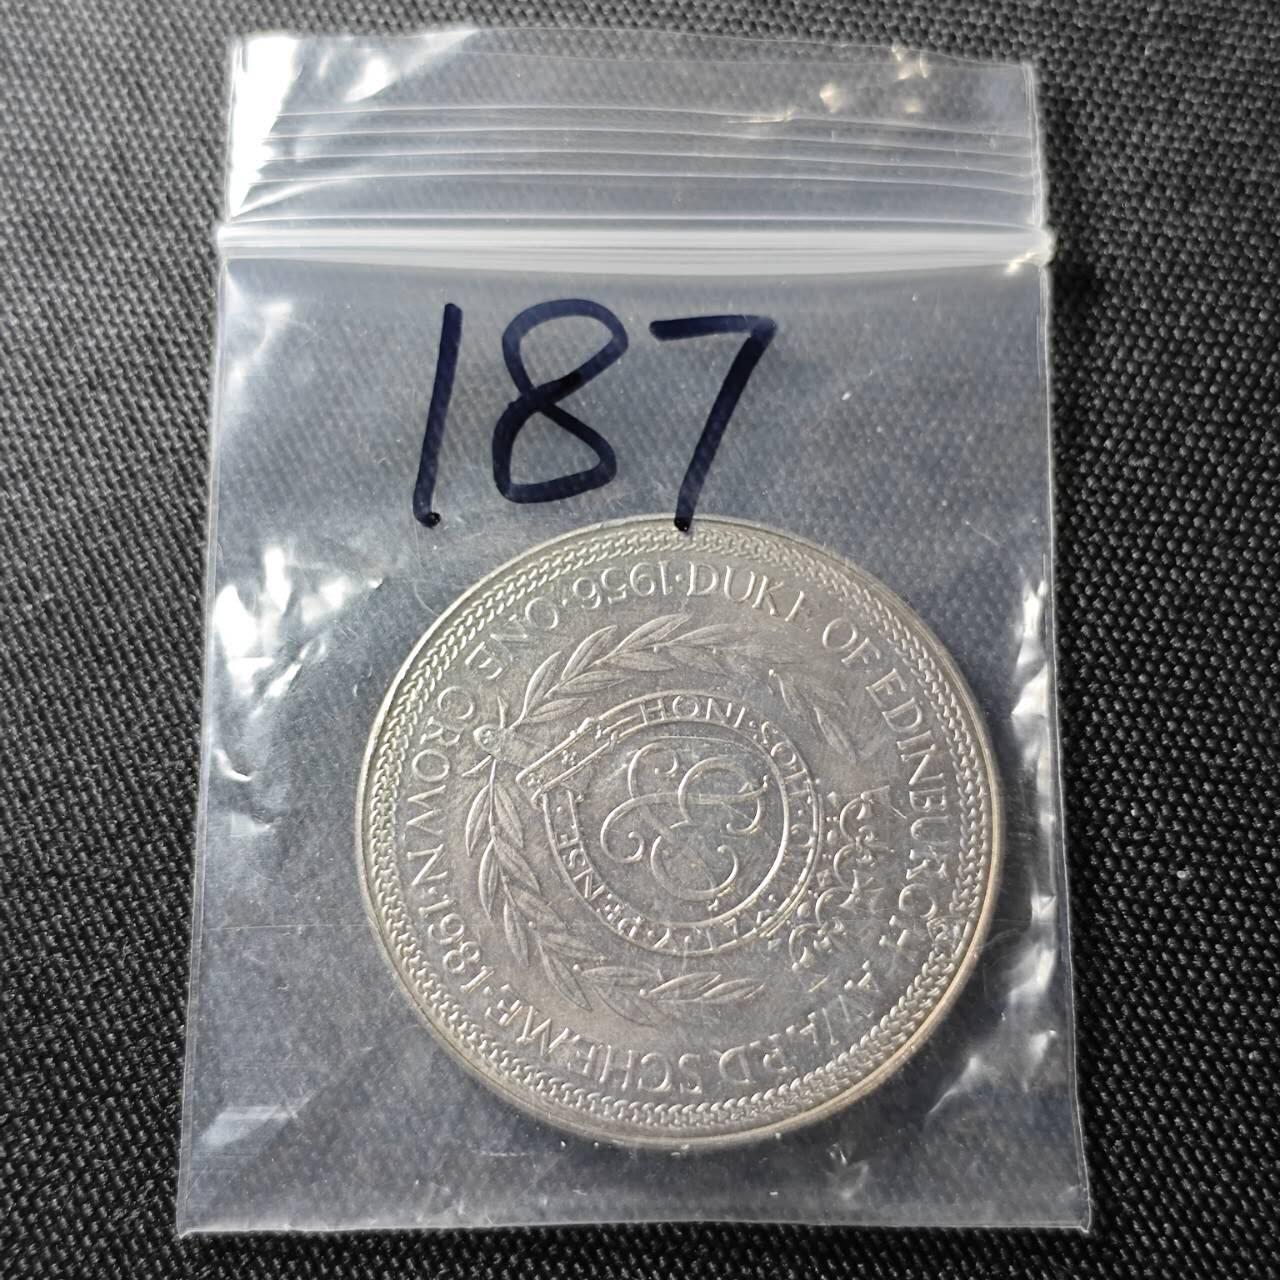 187
DUKE OF EDINBURGH AWARD SCHEME·1981·
ONE CROWN
·1956·
HONI·SOIT·QUI·MAL·Y·PENSE